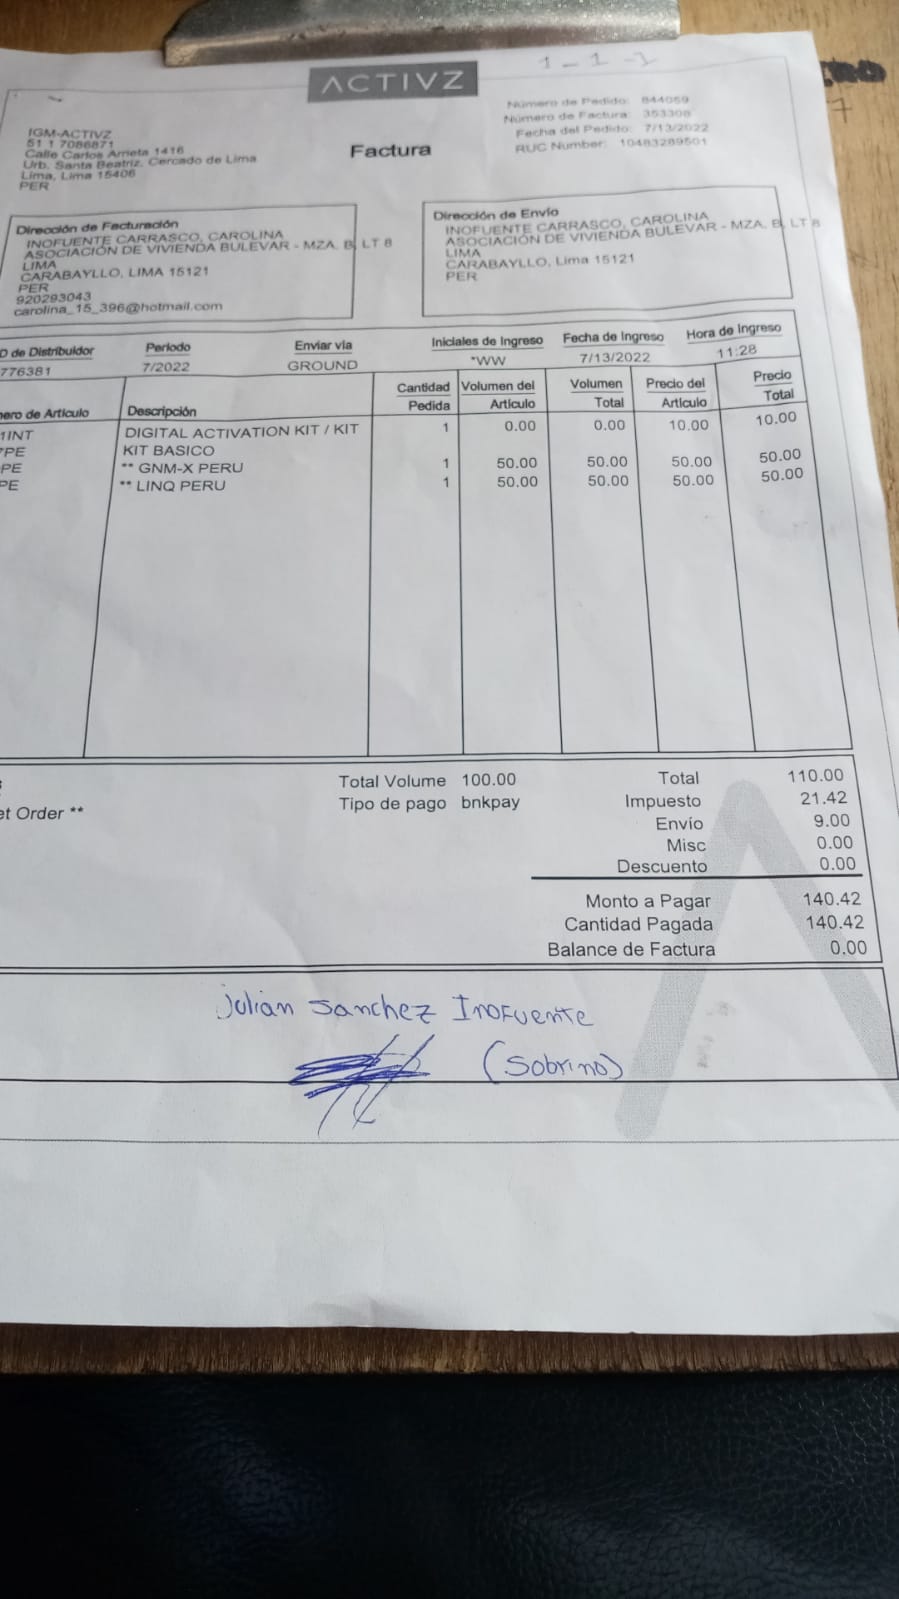 1 - 1 - 1
ACTIVZ
Número de Pedido: 844059
Número de Factura: 353308
Fecha del Pedido: 7/13/2022
RUC Number: 10483289501
Factura
IGM-ACTIVZ
51 1 7086871
Calle Carlos Arrieta 1416
Urb. Santa Beatriz, Cercado de Lima
Lima, Lima 15406
PER
Dirección de Facturación
INOFUENTE CARRASCO, CAROLINA
ASOCIACIÓN DE VIVIENDA BULEVAR - MZA. B, LT 8
LIMA
CARABAYLLO, LIMA 15121
PER
920293043
carolina_15_396@hotmail.com
Dirección de Envío
INOFUENTE CARRASCO, CAROLINA
ASOCIACIÓN DE VIVIENDA BULEVAR - MZA. B, LT 8
LIMA
CARABAYLLO, Lima 15121
PER
D de Distribuidor Periodo Enviar via Iniciales de Ingreso Fecha de Ingreso Hora de Ingreso
776381 7/2022 GROUND *WW 7/13/2022 11:28
Cantidad Volumen del Volumen Precio del Precio
nero de Artículo Descripción Pedida Artículo Total Artículo Total
1INT DIGITAL ACTIVATION KIT / KIT 1 0.00 0.00 10.00 10.00
PE KIT BASICO
PE ** GNM-X PERU 1 50.00 50.00 50.00 50.00
PE ** LINQ PERU 1 50.00 50.00 50.00 50.00
Total Volume 100.00 Total 110.00
et Order ** Tipo de pago bnkpay Impuesto 21.42
Envío 9.00
Misc 0.00
Descuento 0.00
Monto a Pagar 140.42
Cantidad Pagada 140.42
Balance de Factura 0.00
Julian Sanchez Inofuente
(Sobrino)